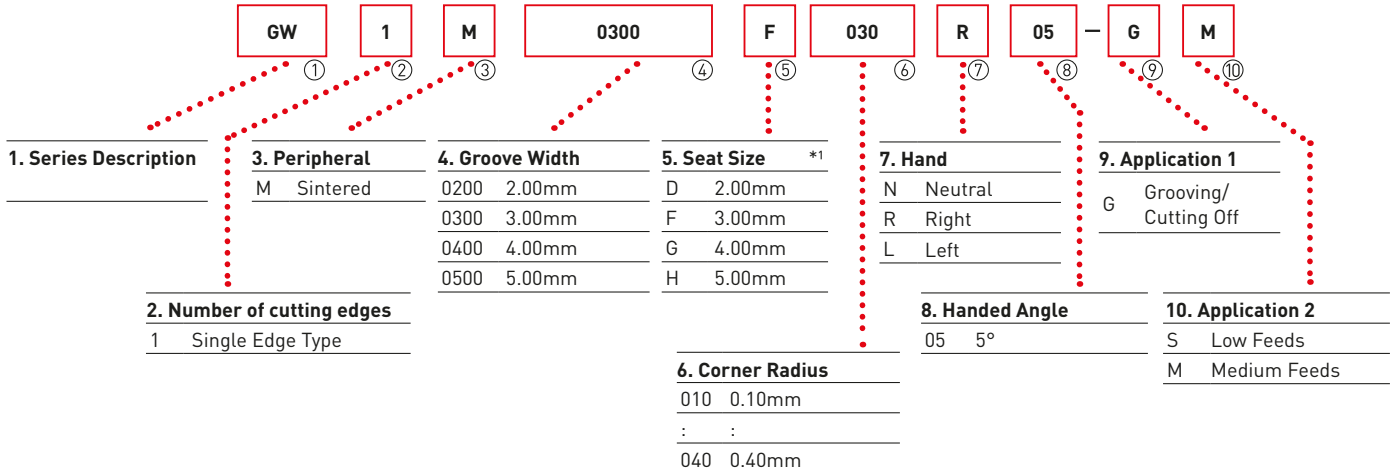 GW 1 M 0300 F 030 R 05 – G M
① ② ③ ④ ⑤ ⑥ ⑦ ⑧ ⑨ ⑩
1. Series Description
3. Peripheral
M Sintered
4. Groove Width
0200 2.00mm
0300 3.00mm
0400 4.00mm
0500 5.00mm
5. Seat Size *1
D 2.00mm
F 3.00mm
G 4.00mm
H 5.00mm
7. Hand
N Neutral
R Right
L Left
9. Application 1
G Grooving/
Cutting Off
2. Number of cutting edges
1 Single Edge Type
8. Handed Angle
05 5°
10. Application 2
S Low Feeds
M Medium Feeds
6. Corner Radius
010 0.10mm
: :
040 0.40mm